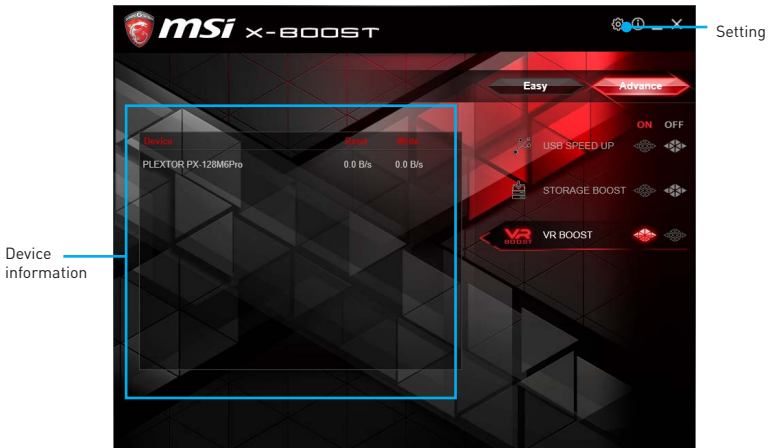 msi X-BOOST
Setting
Easy Advance
ON OFF
Device Read Write
PLEXTOR PX-128M6Pro 0.0 B/s 0.0 B/s
USB SPEED UP
STORAGE BOOST
VR BOOST VR BOOST
Device
information